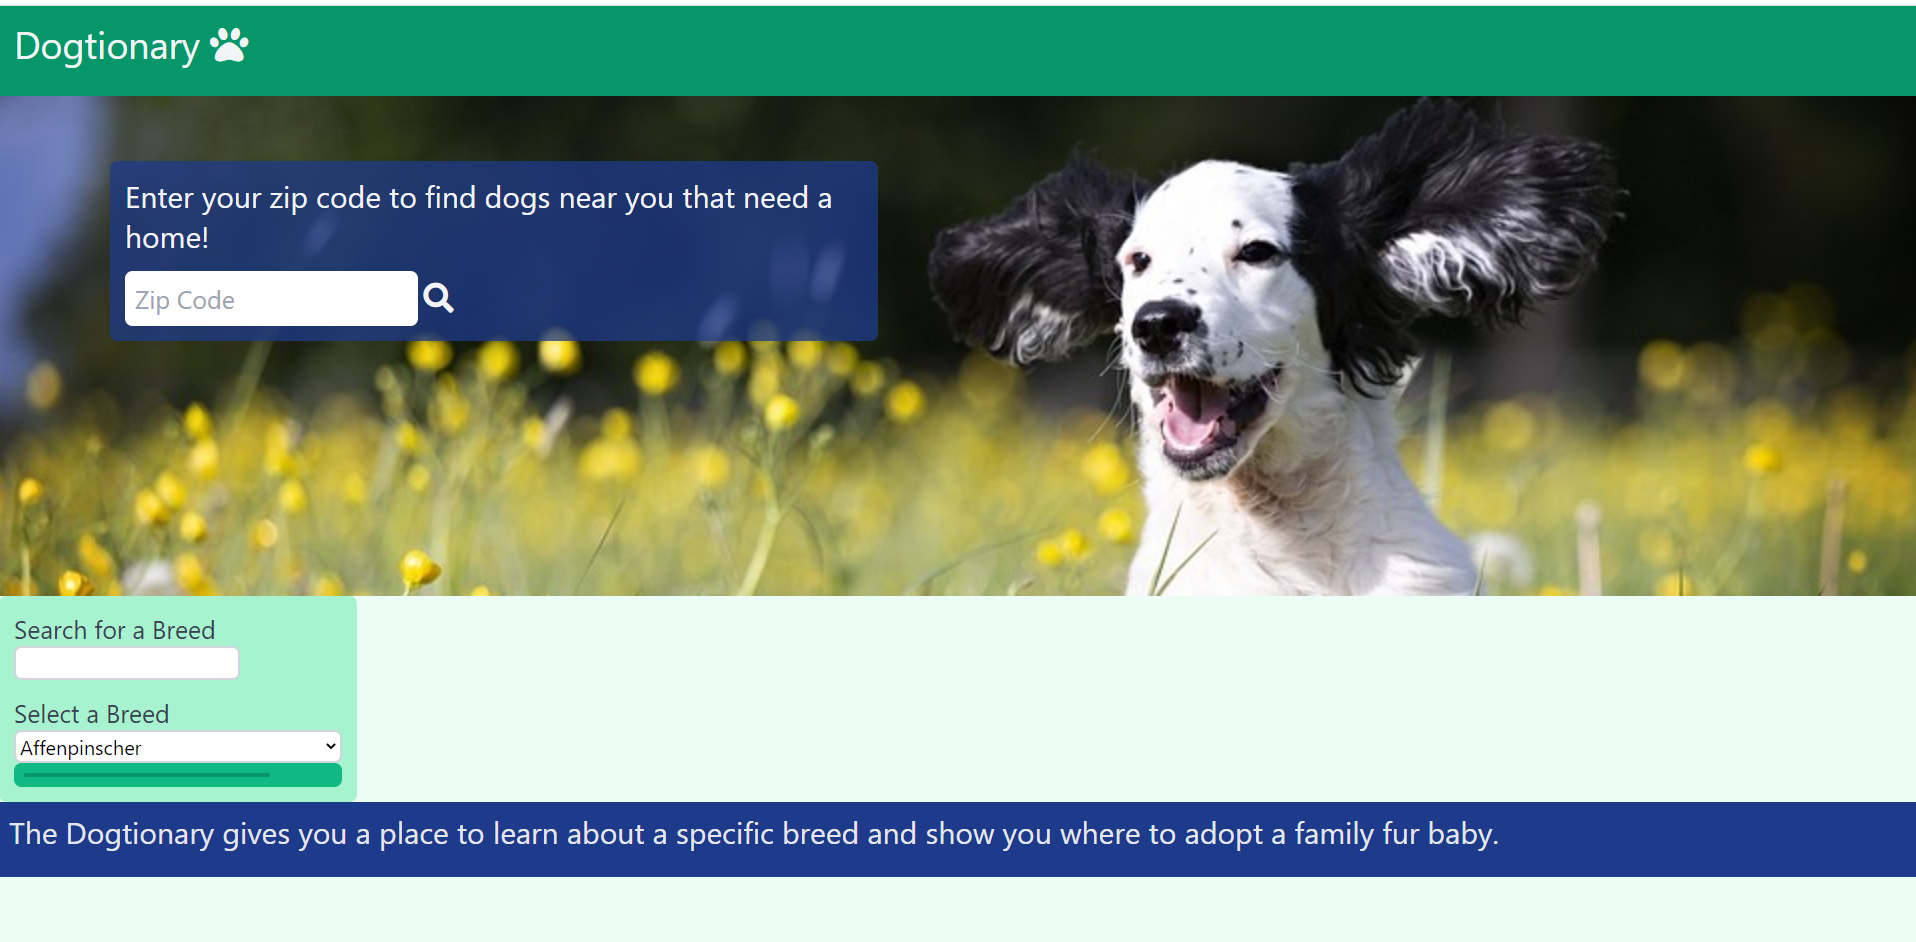 Dogtionary
Enter your zip code to find dogs near you that need a
home!
Zip Code
Search for a Breed
Select a Breed
Affenpinscher
The Dogtionary gives you a place to learn about a specific breed and show you where to adopt a family fur baby.